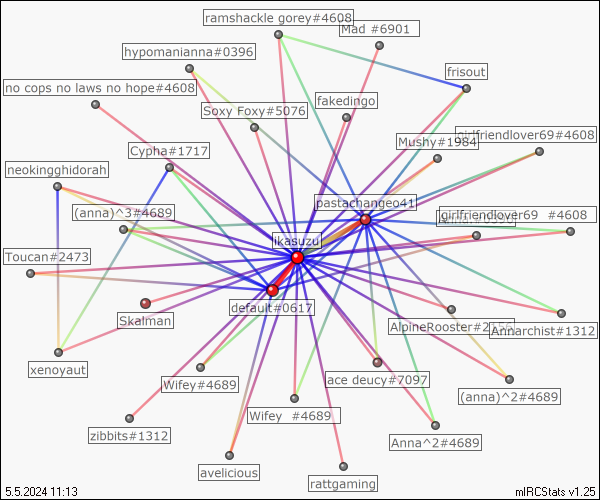 ramshackle gorey#4608
Mad #6901
hypomanianna#0396
frisout
no cops no laws no hope#4608
fakedingo
Soxy Foxy#5076
girlfriendlover69#4608
Mushy#1984
Cypha#1717
neokingghidorah
pastachangeo41
(anna)^3#4689
girlfriendlover69 #4608
ikasuzu
Toucan#2473
default#0617
Skalman
AlpineRooster#2
Annarchist#1312
xenoyaut
Wifey#4689
ace deucy#7097
(anna)^2#4689
Wifey #4689
zibbits#1312
Anna^2#4689
avelicious
rattgaming
5.5.2024 11:13
mIRCStats v1.25